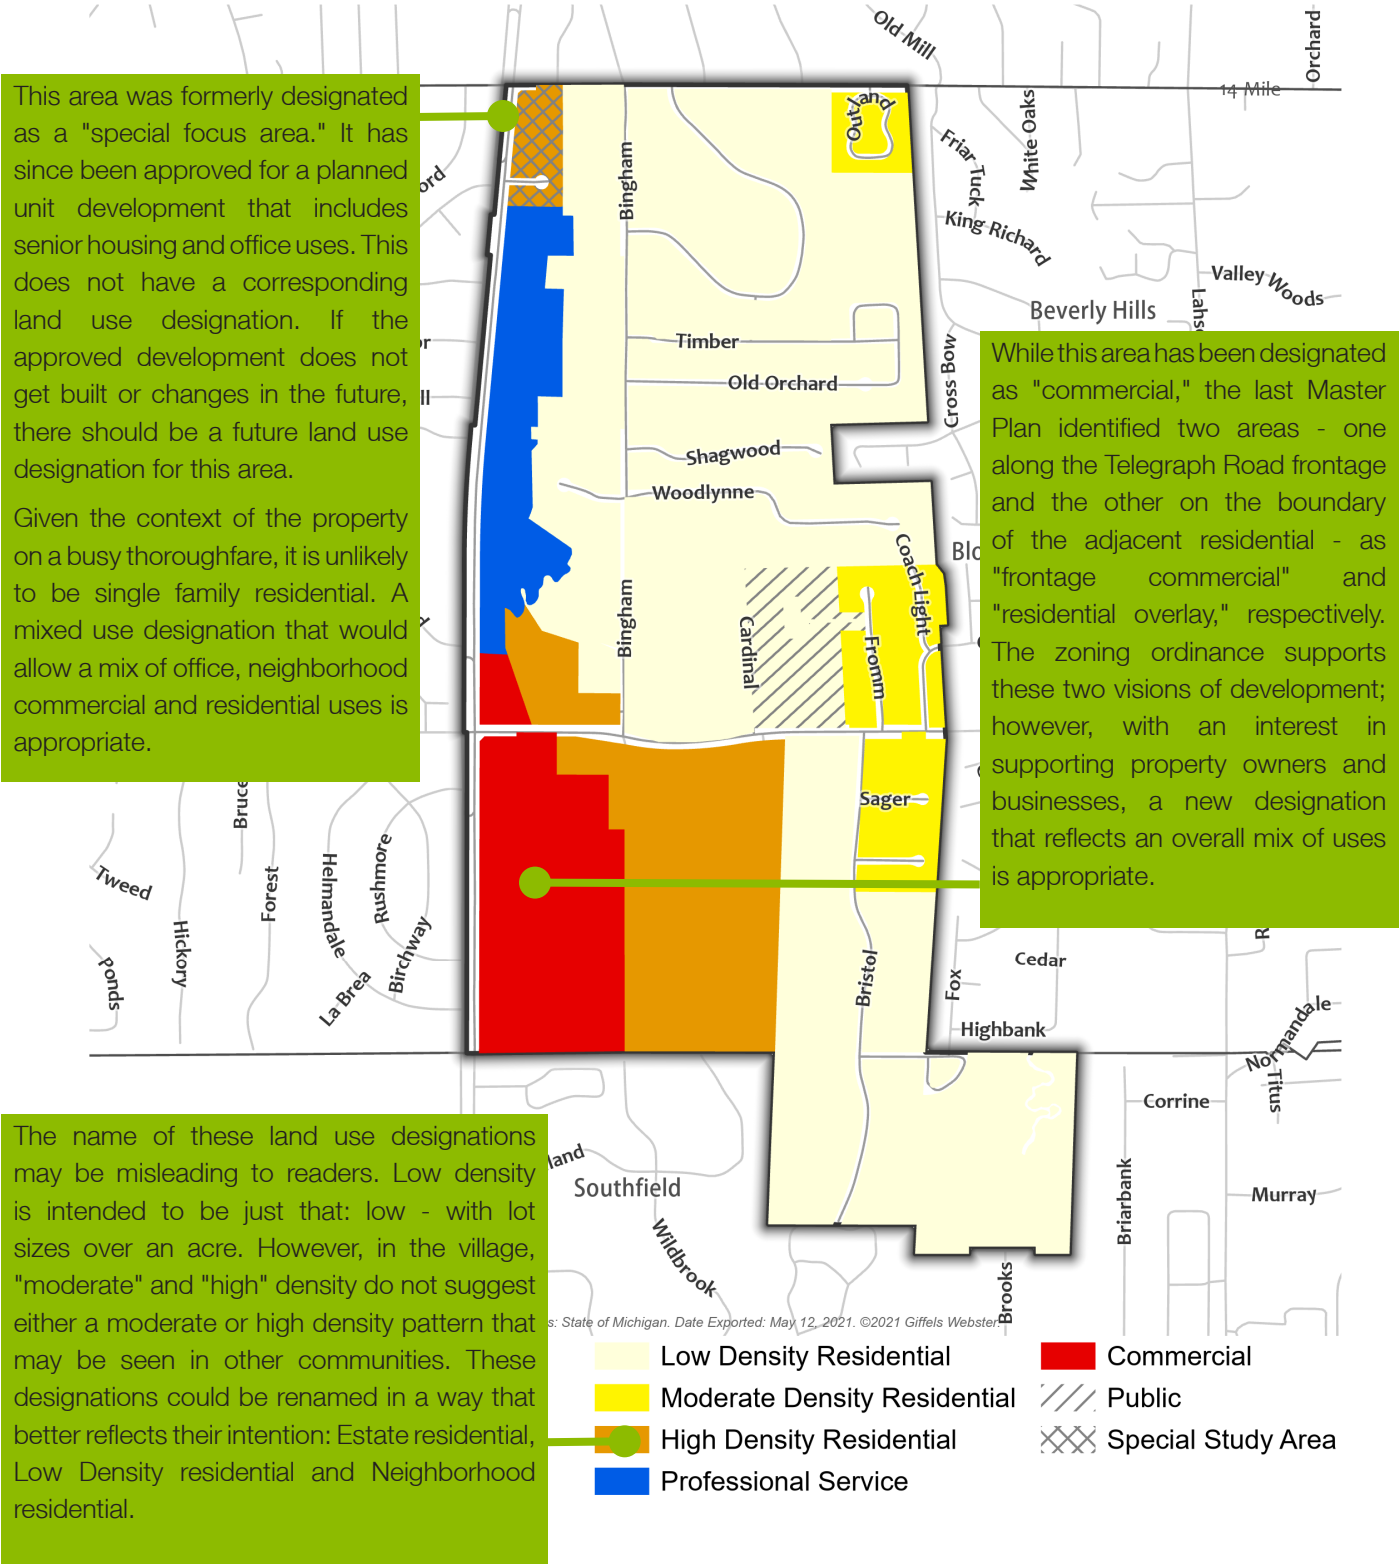 Old Mill
Orchard
14 Mile
This area was formerly designated
as a "special focus area." It has
since been approved for a planned
unit development that includes
senior housing and office uses. This
does not have a corresponding
land use designation. If the
approved development does not
get built or changes in the future,
there should be a future land use
designation for this area.
Given the context of the property
on a busy thoroughfare, it is unlikely
to be single family residential. A
mixed use designation that would
allow a mix of office, neighborhood
commercial and residential uses is
appropriate.
Outland
Bingham
Friar Tuck
White Oaks
King Richard
Valley Woods
Beverly Hills
Timber
Old Orchard
Cross Bow
Shagwood
Woodlynne
Coach Light
Bingham
Cardinal
Fromm
While this area has been designated
as "commercial," the last Master
Plan identified two areas - one
along the Telegraph Road frontage
and the other on the boundary
of the adjacent residential - as
"frontage commercial" and
"residential overlay," respectively.
The zoning ordinance supports
these two visions of development;
however, with an interest in
supporting property owners and
businesses, a new designation
that reflects an overall mix of uses
is appropriate.
Bruce
Sager
Tweed
Forest
Helmandale
Rushmore
Hickory
Birchway
Ponds
La Brea
Bristol
Fox
Cedar
Highbank
Normandale
Titus
Corrine
Briarbank
Murray
Southfield
Wildbrook
Brooks
The name of these land use designations
may be misleading to readers. Low density
is intended to be just that: low - with lot
sizes over an acre. However, in the village,
"moderate" and "high" density do not suggest
either a moderate or high density pattern that
may be seen in other communities. These
designations could be renamed in a way that
better reflects their intention: Estate residential,
Low Density residential and Neighborhood
residential.
s: State of Michigan. Date Exported: May 12, 2021. ©2021 Giffels Webster.
Low Density Residential
Moderate Density Residential
High Density Residential
Professional Service
Commercial
Public
Special Study Area